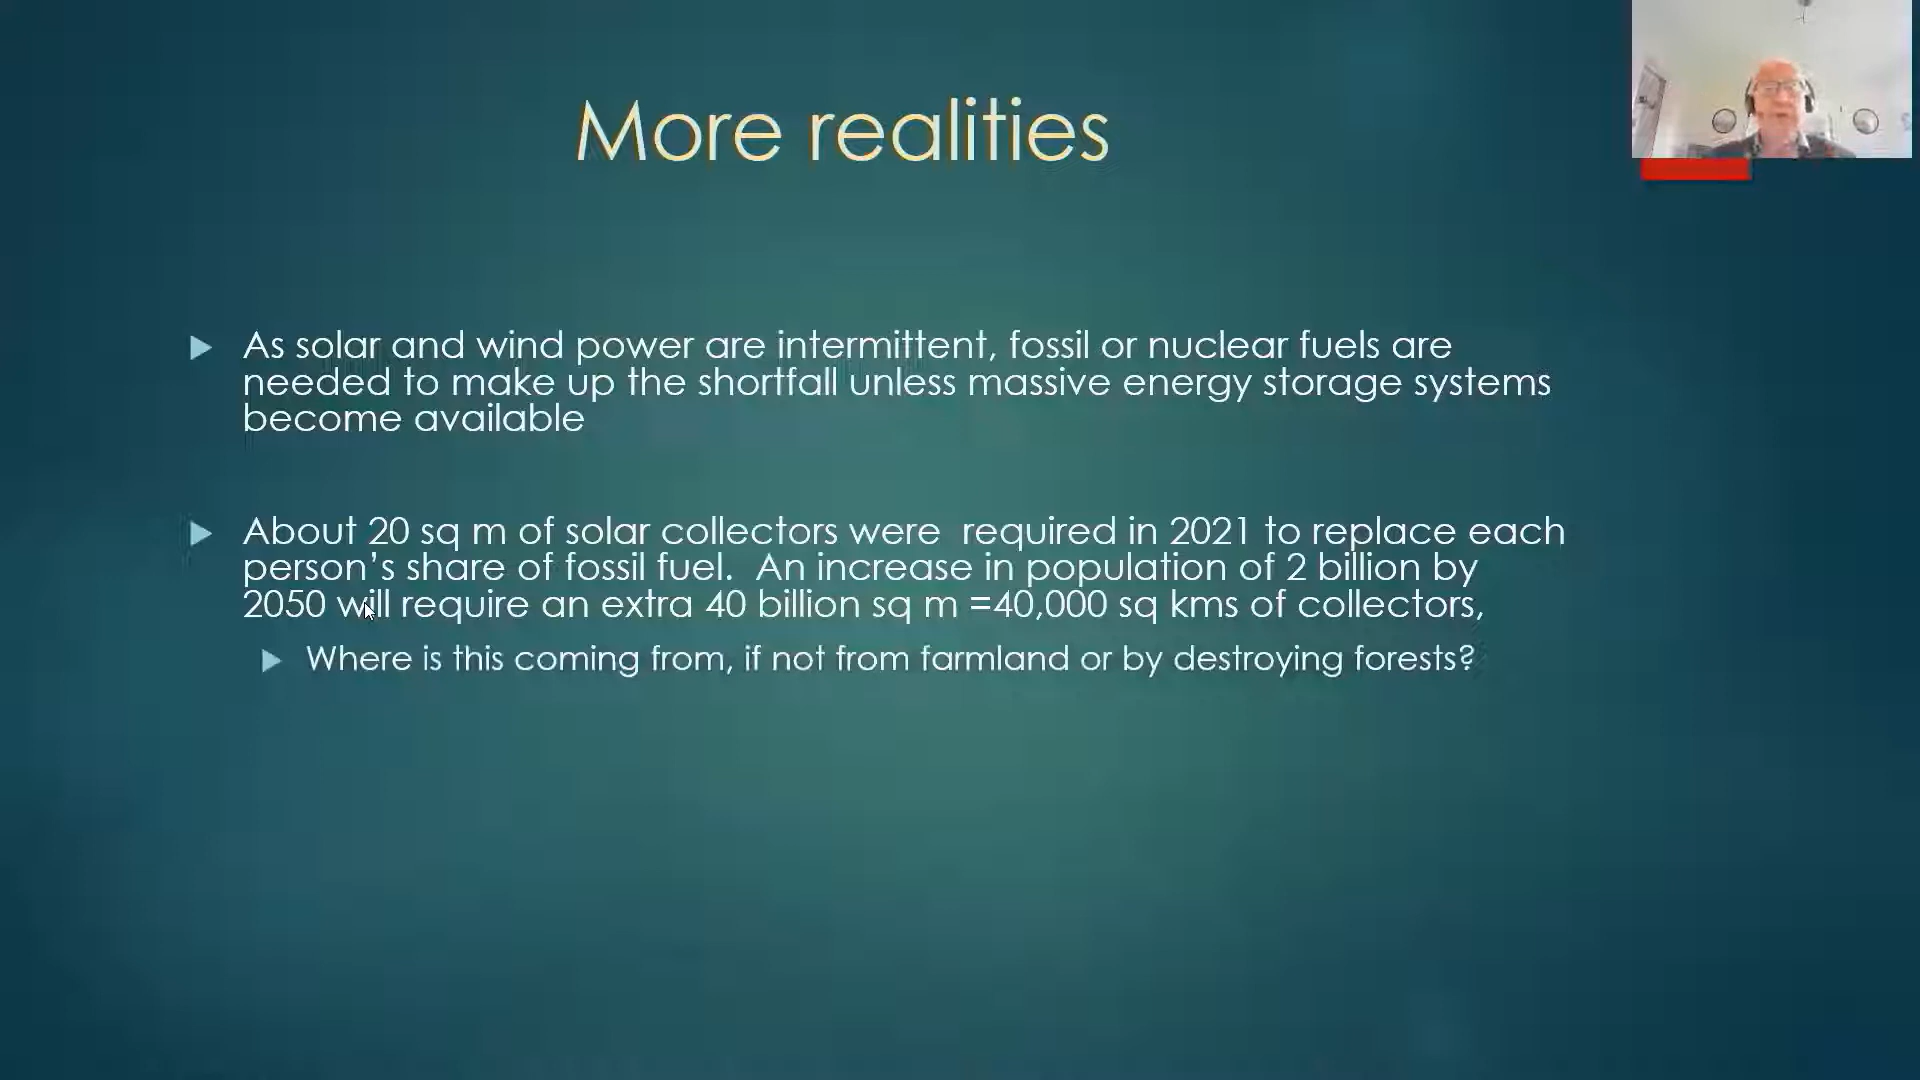 More realities
As solar and wind power are intermittent, fossil or nuclear fuels are
needed to make up the shortfall unless massive energy storage systems
become available
About 20 sq m of solar collectors were  required in 2021 to replace each
person’s share of fossil fuel.  An increase in population of 2 billion by
2050 will require an extra 40 billion sq m =40,000 sq kms of collectors,
Where is this coming from, if not from farmland or by destroying forests?